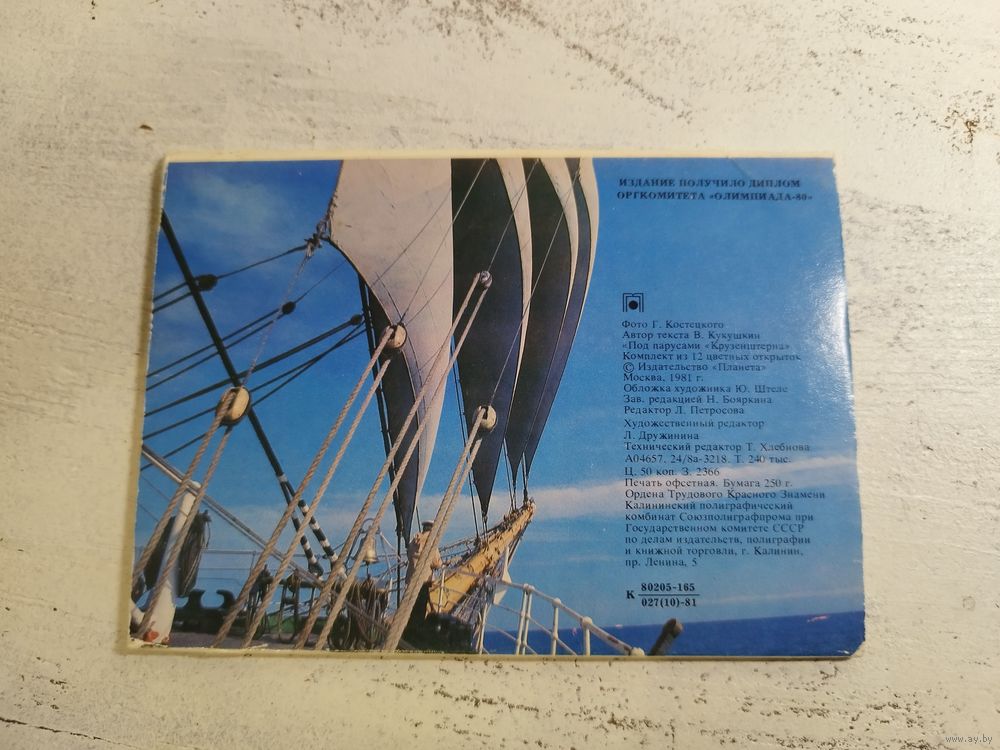 ИЗДАНИЕ ПОЛУЧИЛО ДИПЛОМ
ОРГКОМИТЕТА «ОЛИМПИАДА-80»
Фото Г. Костецкого
Автор текста В. Кукушкин
«Под парусами «Крузенштерна»
Комплект из 12 цветных открыток
© Издательство «Планета»
Москва, 1981 г.
Обложка художника Ю. Штеле
Зав. редакцией Н. Бояркина
Редактор Л. Петросова
Художественный редактор
Л. Дружинина
Технический редактор Т. Хлебнова
А04657. 24/8а-3218. Т. 240 тыс.
Ц. 50 коп. З. 2366
Печать офсетная. Бумага 250 г.
Ордена Трудового Красного Знамени
Калининский полиграфический
комбинат Союзполиграфпрома при
Государственном комитете СССР
по делам издательств, полиграфии
и книжной торговли, г. Калинин,
пр. Ленина, 5
К 80205-165
027(10)-81
www.ay.by